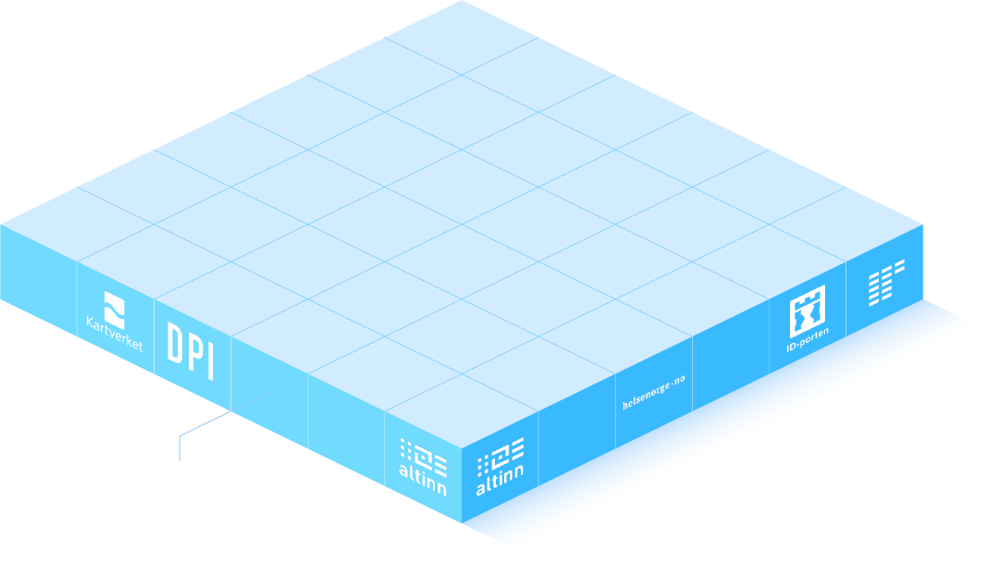 Kartverket
DPI
altinn
altinn
helsenorge.no
ID-porten